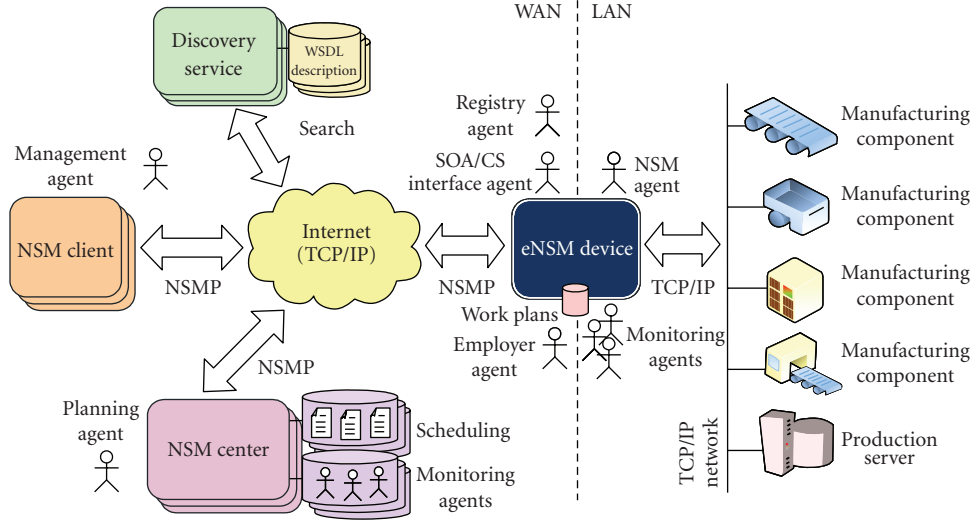 WAN
LAN
Discovery
service
WSDL
description
Search
Management
agent
NSM client
NSMP
Internet
(TCP/IP)
NSMP
Registry
agent
SOA/CS
interface agent
NSM
agent
eNSM device
Work plans
Employer
agent
Monitoring
agents
TCP/IP
Manufacturing
component
Manufacturing
component
Manufacturing
component
Manufacturing
component
Production
server
TCP/IP
network
NSMP
Planning
agent
NSM center
Scheduling
Monitoring
agents